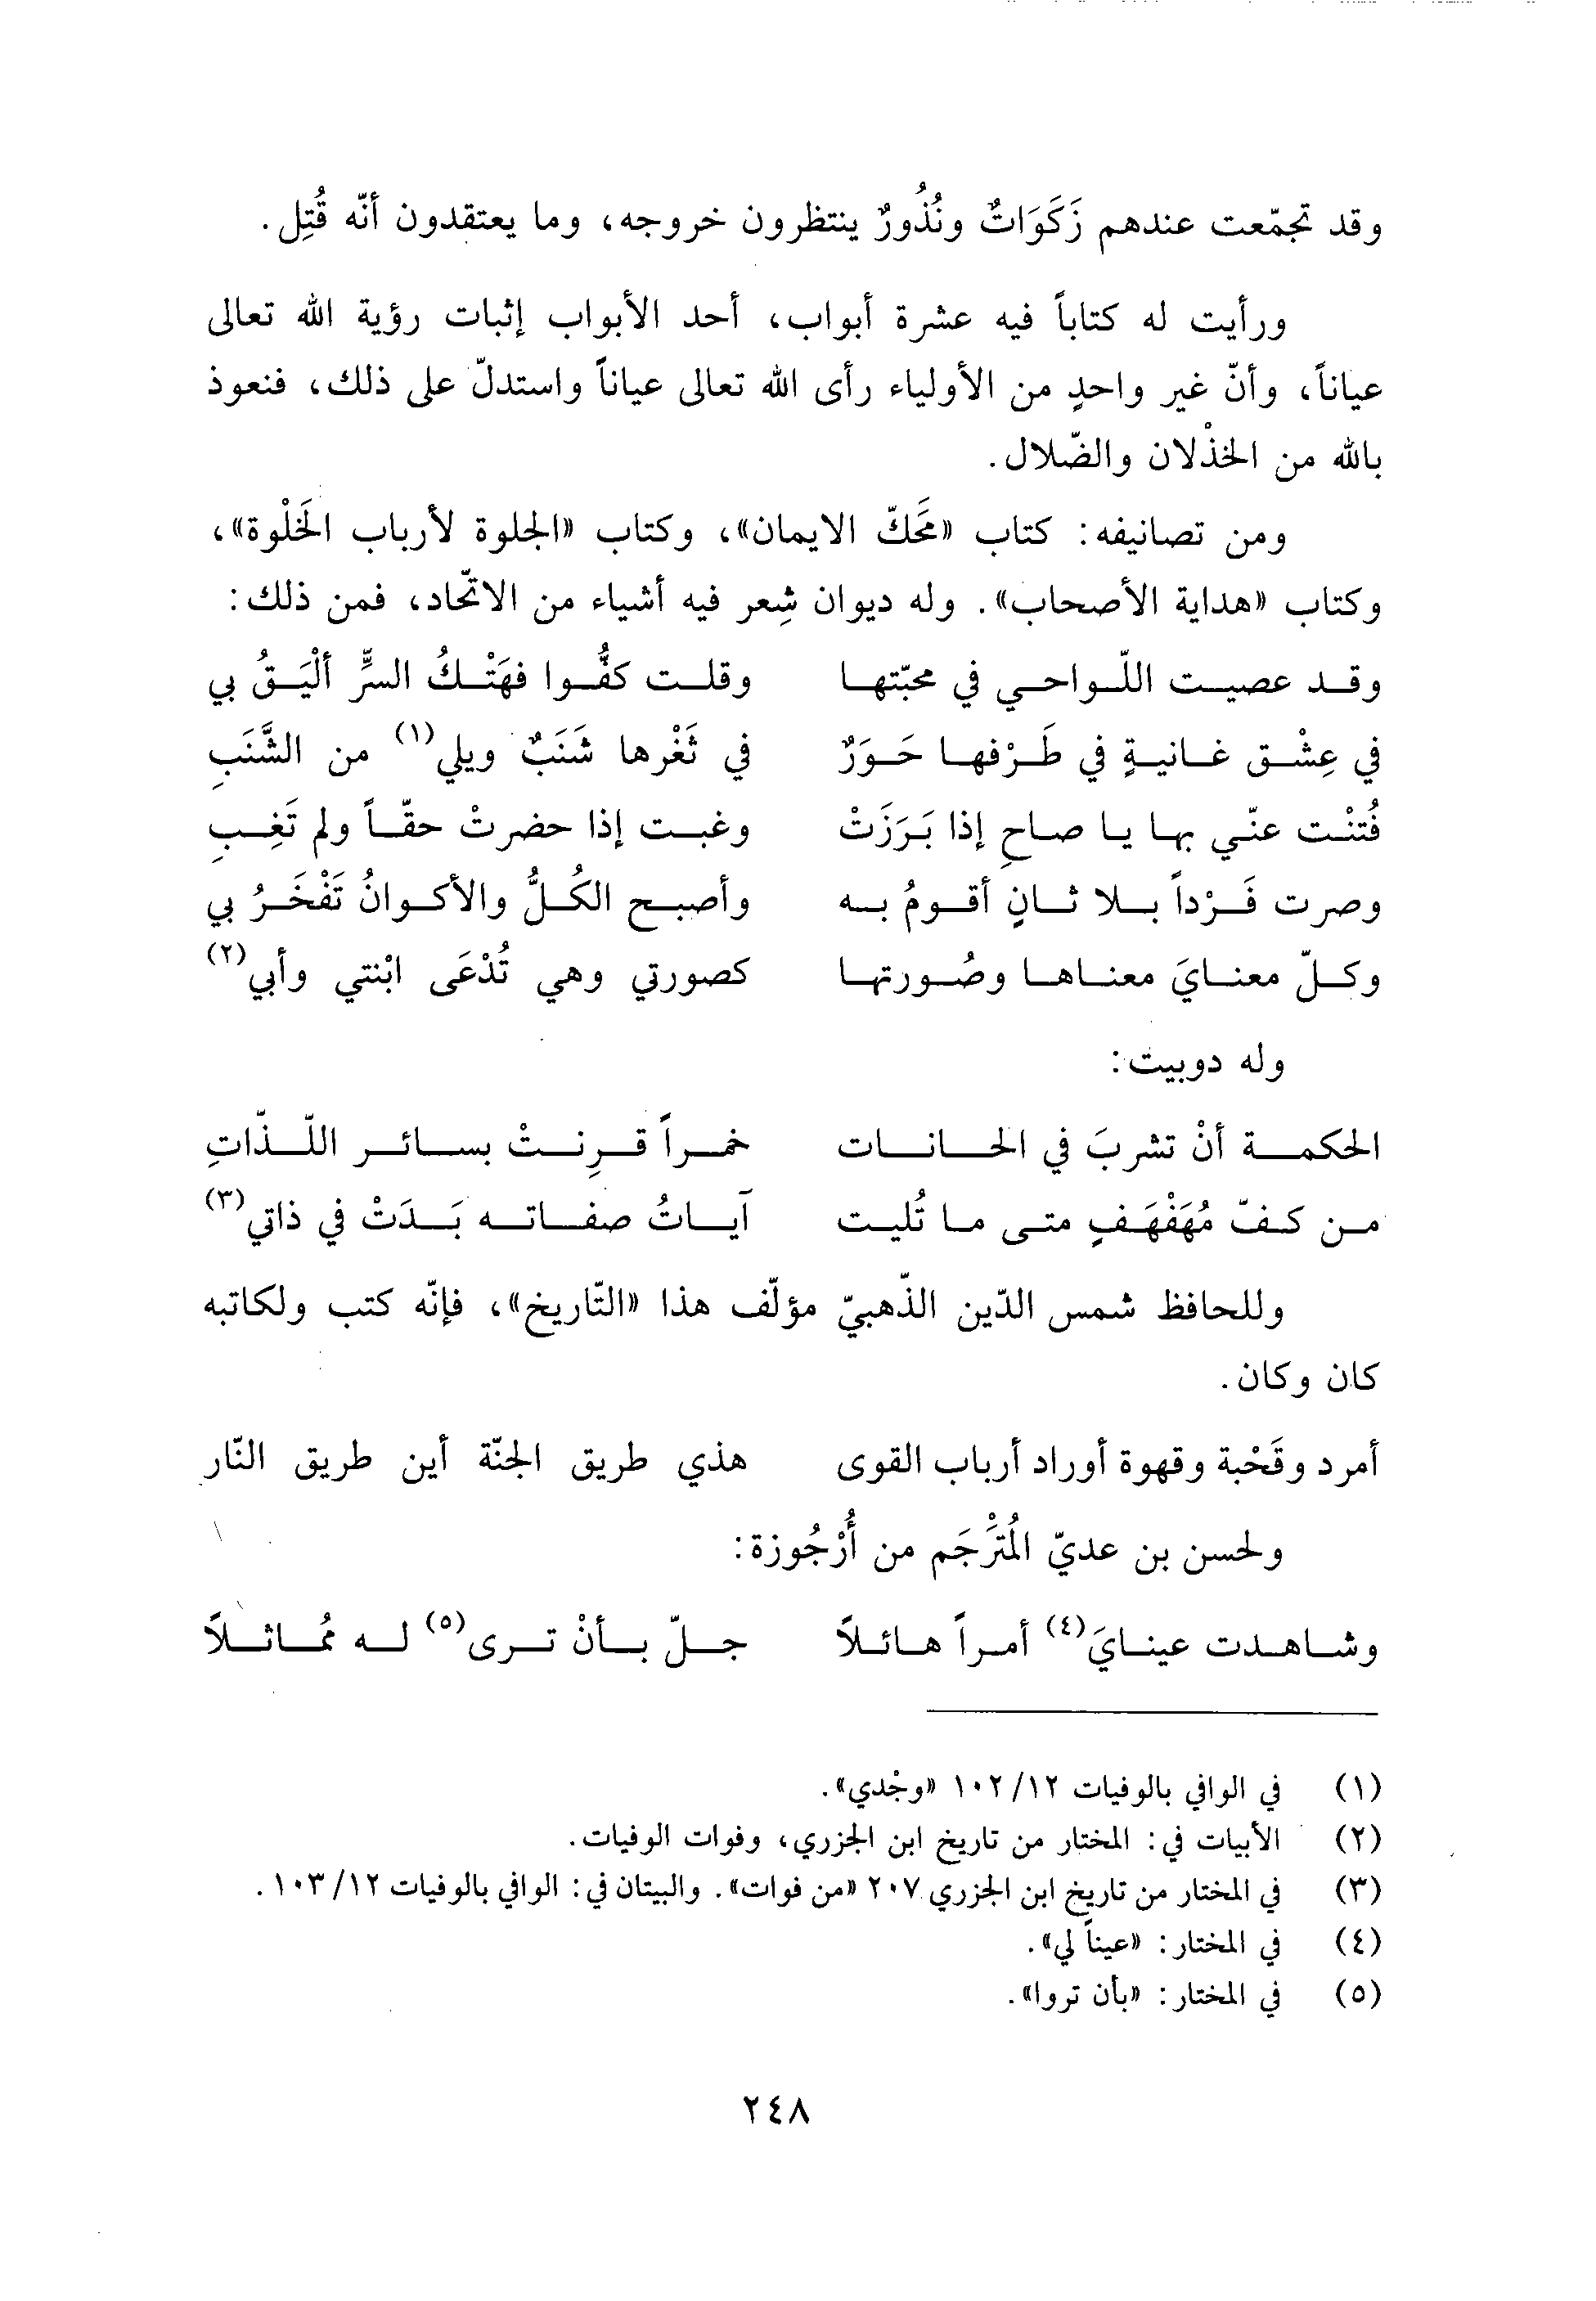 وقد تجمّعت عندهم زَكَوَاتٌ ونُذُورٌ ينتظرون خروجه، وما يعتقدون أنّه قُتِل.
ورأيت له كتاباً فيه عشرة أبواب، أحد الأبواب إثبات رؤية الله تعالى
عياناً، وأنّ غير واحدٍ من الأولياء رأى الله تعالى عياناً واستدلّ على ذلك، فنعوذ
بالله من الخذْلان والضّلال.
ومن تصانيفه: كتاب «محَكّ الايمان»، وكتاب «الجلوة لأرباب الخَلْوة»،
وكتاب «هداية الأصحاب». وله ديوان شِعر فيه أشياء من الاتّحاد، فمن ذلك:
وقد عصيت اللّواحي في محبّتها وقلت كفُّوا فهَتْكُ السرِّ ألْيَقُ بي
في عِشْق غانيةٍ في طَرْفها حَوَرٌ في ثَغْرها شَنَبٌ ويلي(١) من الشَّنَبِ
فُتنْت عنّي بها يا صاحِ إذا بَرَزَتْ وغبت إذا حضرتْ حقّاً ولم تَغِبِ
وصرت فَرْداً بلا ثانٍ أقومُ به وأصبح الكُلُّ والأكوانُ تَفْخَرُ بي
وكلّ معنايَ معناها وصُورتها كصورتي وهي تُدْعَى ابْنتي وأبي(٢)
وله دوبيت:
الحكمة أنْ تشربَ في الحانات خمراً قرِنتْ بسائر اللّذّاتِ
من كفّ مُهَفْهَفٍ متى ما تُليت آياتُ صفاته بَدَتْ في ذاتي(٣)
وللحافظ شمس الدّين الذّهبيّ مؤلّف هذا «التّاريخ»، فإنّه كتب ولكاتبه
كان وكان.
أمرد وقَحْبة وقهوة أوراد أرباب القوى هذي طريق الجنّة أين طريق النّار
ولحسن بن عديّ المُترْجَم من أُرْجُوزة:
وشاهدت عينايَ(٤) أمراً هائلاً جلّ بأنْ ترى(٥) له مُماثلاً
(١) في الوافي بالوفيات ١٠٢/١٢ «وجْدي».
(٢) الأبيات في: المختار من تاريخ ابن الجزري، وفوات الوفيات.
(٣) في المختار من تاريخ ابن الجزري ٢٠٧ «من فوات». والبيتان في: الوافي بالوفيات ١٠٣/١٢.
(٤) في المختار: «عيناً لي».
(٥) في المختار: «بأن تروا».
٢٤٨